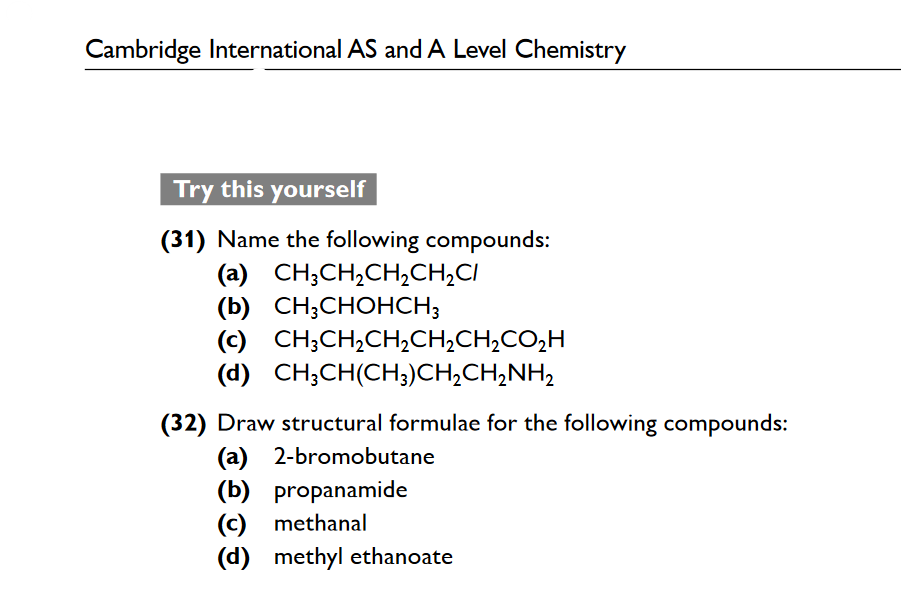 Cambridge International AS and A Level Chemistry
Try this yourself
(31) Name the following compounds:
(a) CH₃CH₂CH₂CH₂Cl
(b) CH₃CHOHCH₃
(c) CH₃CH₂CH₂CH₂CH₂CO₂H
(d) CH₃CH(CH₃)CH₂CH₂NH₂
(32) Draw structural formulae for the following compounds:
(a) 2-bromobutane
(b) propanamide
(c) methanal
(d) methyl ethanoate